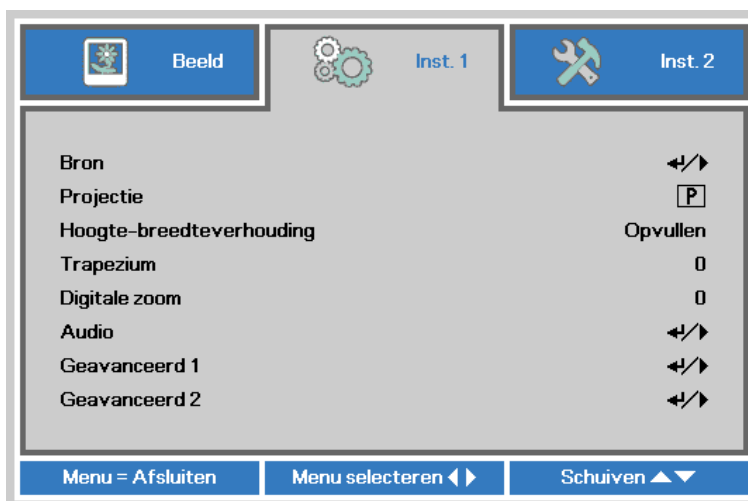 Beeld Inst. 1 Inst. 2
Bron ↵/▶
Projectie P
Hoogte-breedteverhouding Opvullen
Trapezium 0
Digitale zoom 0
Audio ↵/▶
Geavanceerd 1 ↵/▶
Geavanceerd 2 ↵/▶
Menu = Afsluiten Menu selecteren ◀▶ Schuiven ▲▼